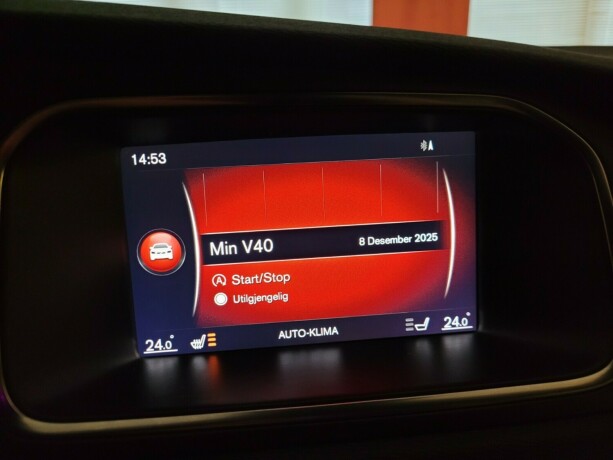 14:53
Min V40 8 Desember 2025
Start/Stop
Utilgjengelig
24.0° AUTO-KLIMA 24.0°